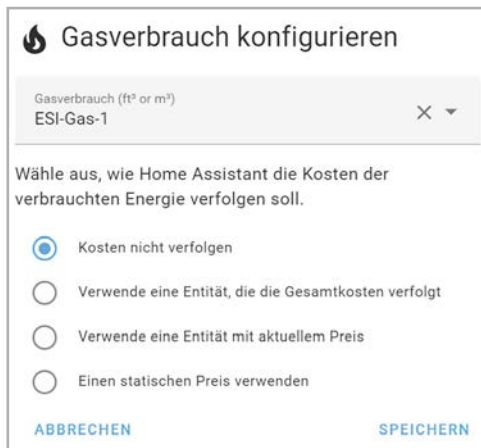 Gasverbrauch konfigurieren
Gasverbrauch (ft³ or m³)
ESI-Gas-1
Wähle aus, wie Home Assistant die Kosten der
verbrauchten Energie verfolgen soll.
Kosten nicht verfolgen
Verwende eine Entität, die die Gesamtkosten verfolgt
Verwende eine Entität mit aktuellem Preis
Einen statischen Preis verwenden
ABBRECHEN SPEICHERN